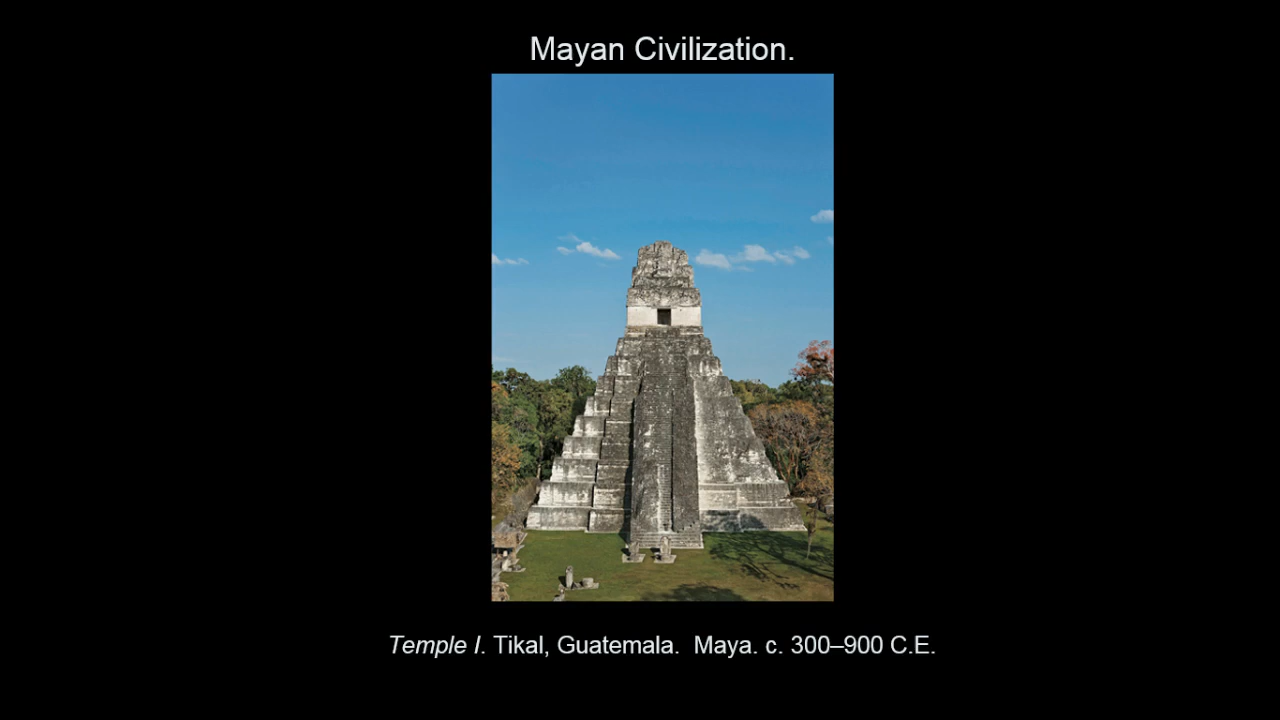 Mayan Civilization.
Temple I. Tikal, Guatemala.  Maya. c. 300–900 C.E.